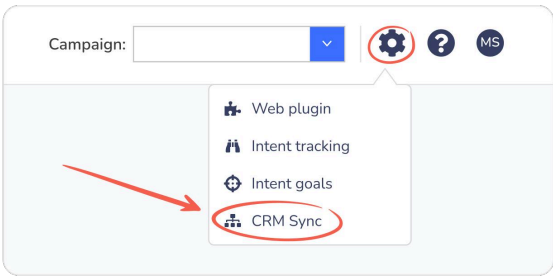 Campaign:
MS
Web plugin
Intent tracking
Intent goals
CRM Sync